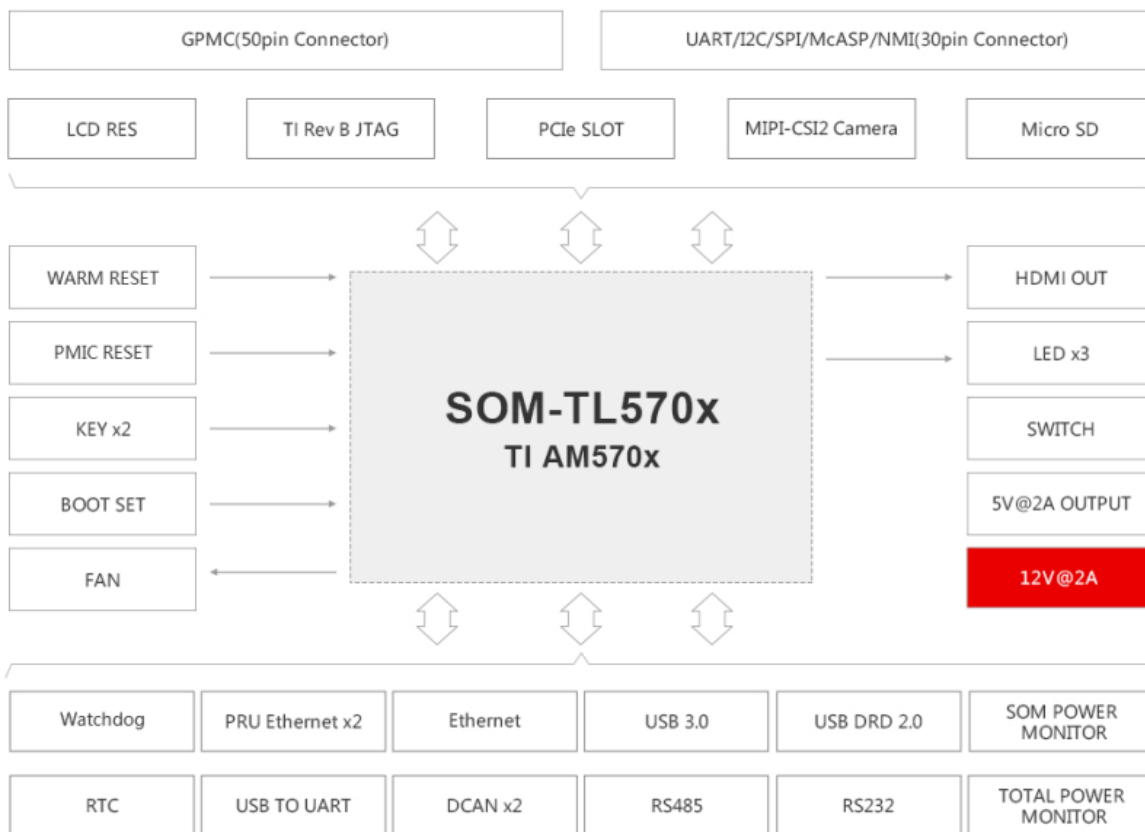 GPMC(50pin Connector)
UART/I2C/SPI/McASP/NMI(30pin Connector)
LCD RES
TI Rev B JTAG
PCIe SLOT
MIPI-CSI2 Camera
Micro SD
WARM RESET
PMIC RESET
KEY x2
BOOT SET
FAN
SOM-TL570x
TI AM570x
HDMI OUT
LED x3
SWITCH
5V@2A OUTPUT
12V@2A
Watchdog
PRU Ethernet x2
Ethernet
USB 3.0
USB DRD 2.0
SOM POWER
MONITOR
RTC
USB TO UART
DCAN x2
RS485
RS232
TOTAL POWER
MONITOR